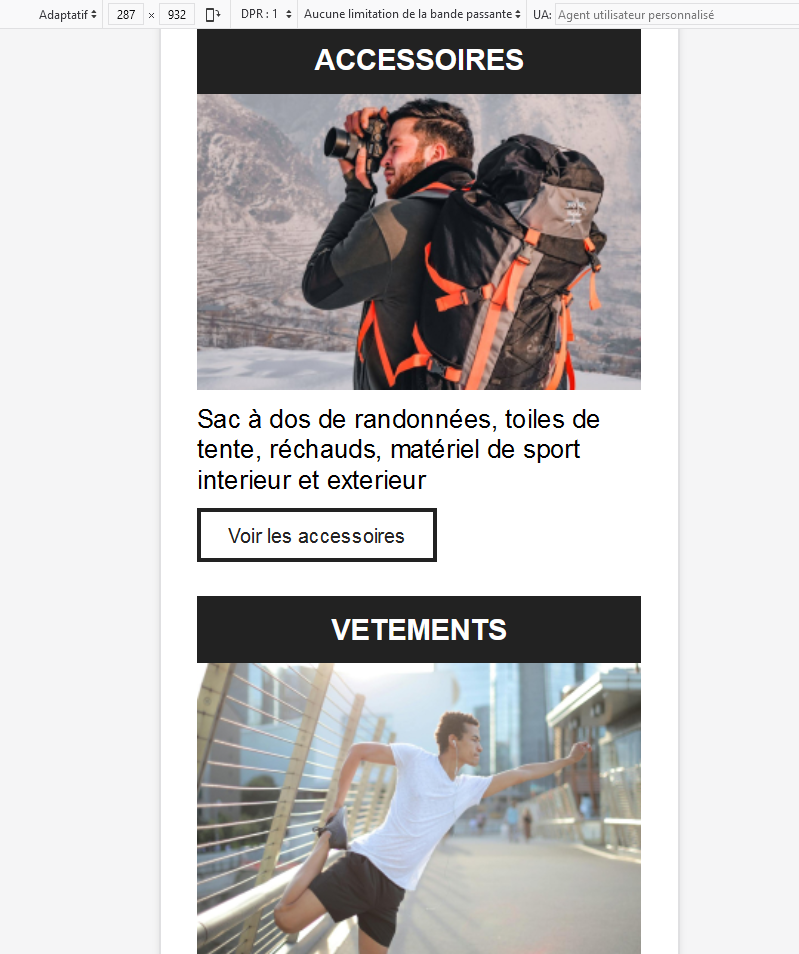 Adaptatif 287 × 932 DPR : 1 Aucune limitation de la bande passante UA: Agent utilisateur personnalisé
ACCESSOIRES
Sac à dos de randonnées, toiles de
tente, réchauds, matériel de sport
interieur et exterieur
Voir les accessoires
VETEMENTS